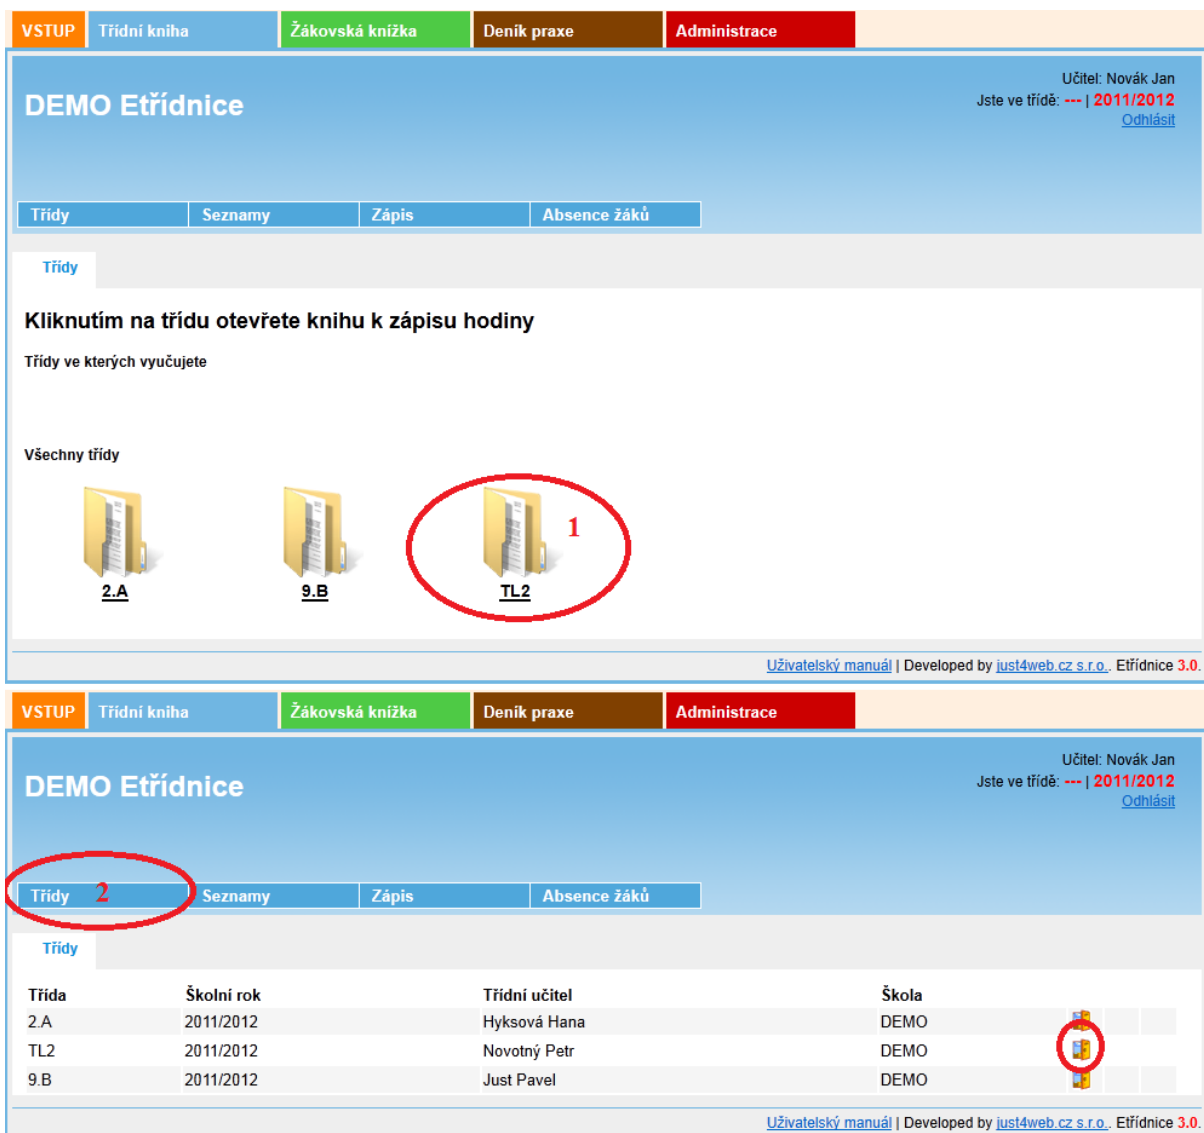 VSTUP Třídní kniha Žákovská knížka Deník praxe Administrace
Učitel: Novák Jan
DEMO Etřídnice
Jste ve třídě: --- | 2011/2012
Odhlásit
Třídy Seznamy Zápis Absence žáků
Třídy
Kliknutím na třídu otevřete knihu k zápisu hodiny
Třídy ve kterých vyučujete
Všechny třídy
1
2.A 9.B TL2
Uživatelský manuál | Developed by just4web.cz s.r.o.. Etřídnice 3.0.
VSTUP Třídní kniha Žákovská knížka Deník praxe Administrace
Učitel: Novák Jan
DEMO Etřídnice
Jste ve třídě: --- | 2011/2012
Odhlásit
Třídy 2 Seznamy Zápis Absence žáků
Třídy
Třída Školní rok Třídní učitel Škola
2.A 2011/2012 Hyksová Hana DEMO
TL2 2011/2012 Novotný Petr DEMO
9.B 2011/2012 Just Pavel DEMO
Uživatelský manuál | Developed by just4web.cz s.r.o.. Etřídnice 3.0.